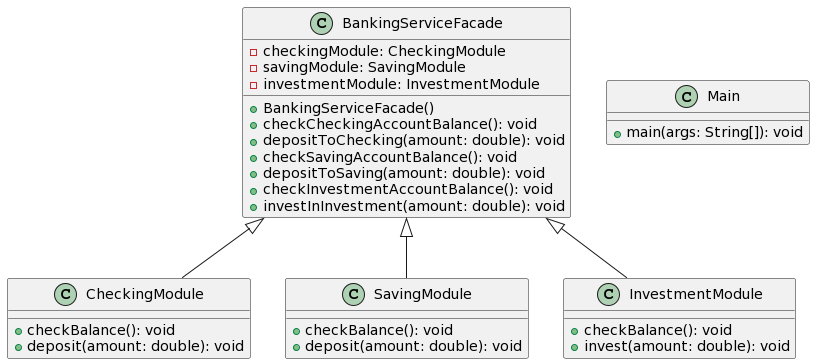 C BankingServiceFacade
checkingModule: CheckingModule
savingModule: SavingModule
investmentModule: InvestmentModule
BankingServiceFacade()
checkCheckingAccountBalance(): void
depositToChecking(amount: double): void
checkSavingAccountBalance(): void
depositToSaving(amount: double): void
checkInvestmentAccountBalance(): void
investInInvestment(amount: double): void
C Main
main(args: String[]): void
C CheckingModule
checkBalance(): void
deposit(amount: double): void
C SavingModule
checkBalance(): void
deposit(amount: double): void
C InvestmentModule
checkBalance(): void
invest(amount: double): void